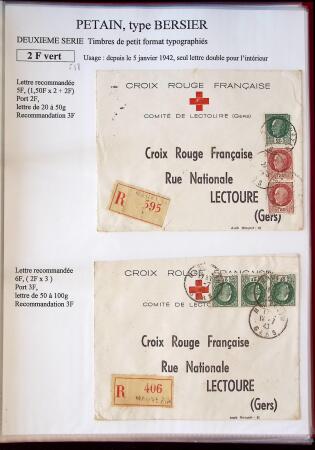 PETAIN, type BERSIER
DEUXIEME SERIE Timbres de petit format typographiés
2 F vert
Usage : depuis le 5 janvier 1942, seul lettre double pour l'intérieur
Lettre recommandée
5F, (1,50F x 2 + 2F)
Port 2F,
lettre de 20 à 50g
Recommandation 3F
CROIX ROUGE FRANÇAISE
COMITÉ DE LECTOURE (Gers)
Croix Rouge Française
Rue Nationale
LECTOURE
(Gers)
R
595
Lettre recommandée
6F, ( 2F x 3 )
Port 3F,
lettre de 50 à 100g
Recommandation 3F
CROIX ROUGE FRANÇAISE
COMITÉ DE LECTOURE
Croix Rouge Française
Rue Nationale
LECTOURE
(Gers)
R
406